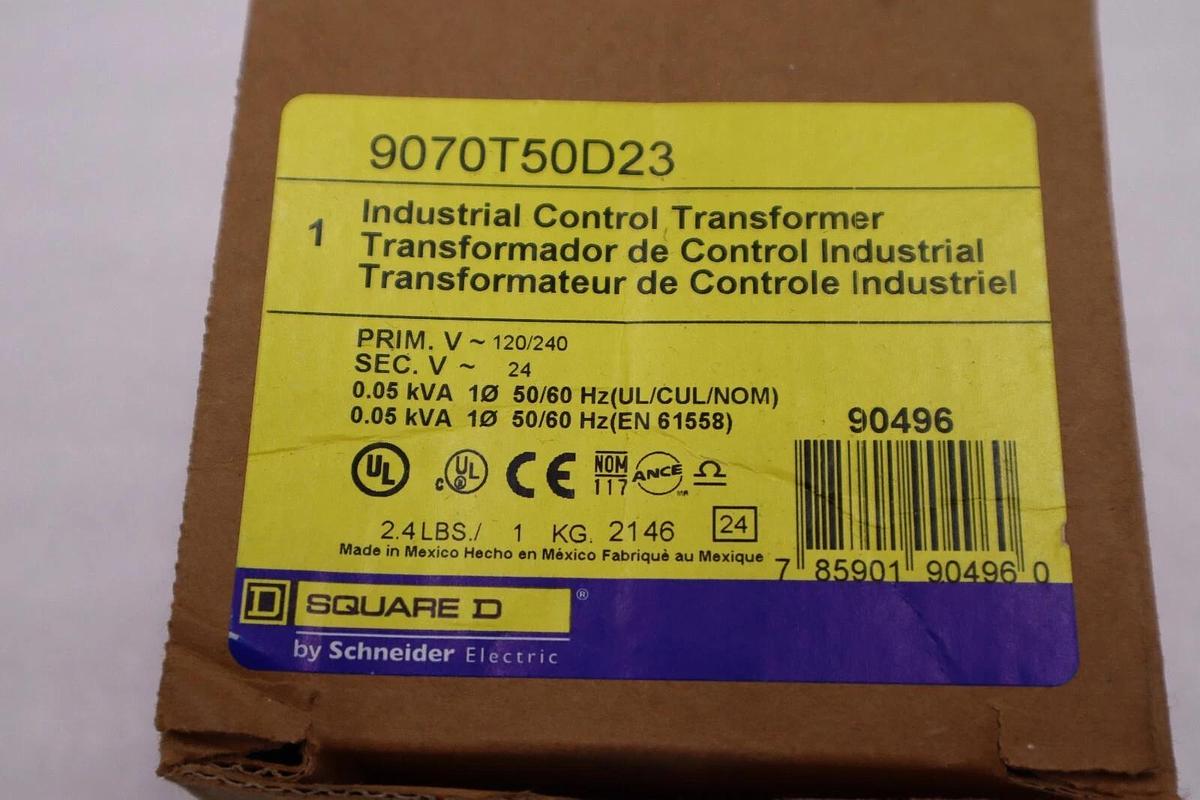 9070T50D23
1
Industrial Control Transformer
Transformador de Control Industrial
Transformateur de Controle Industriel
PRIM. V ~ 120/240
SEC. V ~ 24
0.05 kVA 1Ø 50/60 Hz(UL/CUL/NOM)
0.05 kVA 1Ø 50/60 Hz(EN 61558)
90496
UL c UL CE NOM 117 ANCE
2.4 LBS./ 1 KG. 2146 24
Made in Mexico Hecho en México Fabriquè au Mexique
7 85901 90496 0
D SQUARE D ®
by Schneider Electric